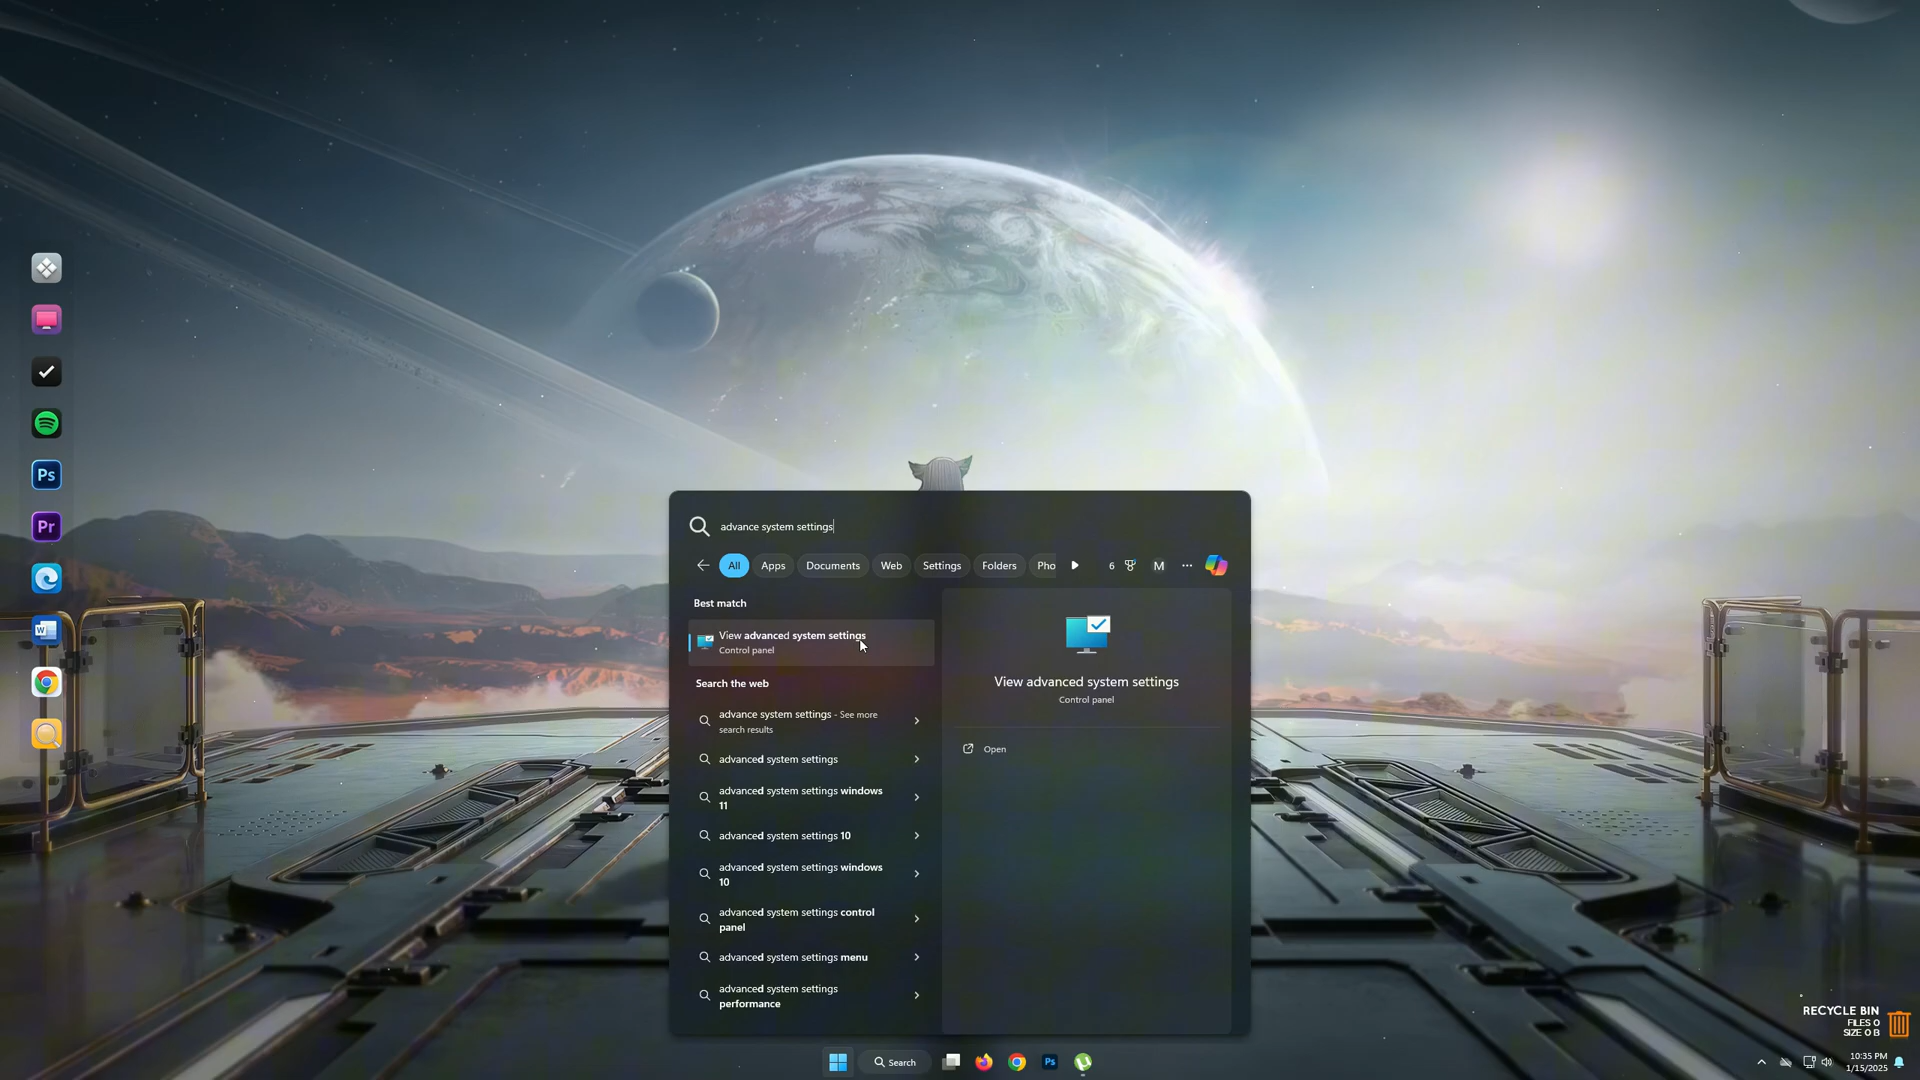 advance system settings
All
Apps
Documents
Web
Settings
Folders
Pho
6
M
Best match
View advanced system settings
Control panel
Search the web
advance system settings - See more
search results
advanced system settings
advanced system settings windows
11
advanced system settings 10
advanced system settings windows
10
advanced system settings control
panel
advanced system settings menu
advanced system settings
performance
View advanced system settings
Control panel
Open
Ps
Pr
W
RECYCLE BIN
FILES 0
SIZE 0 B
Search
Ps
10:35 PM
1/15/2025